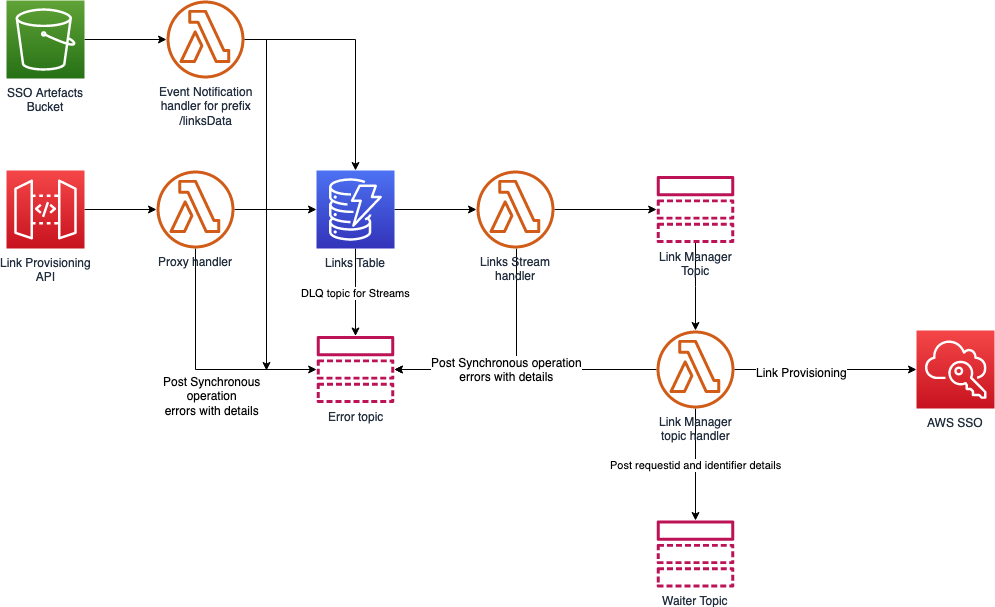 SSO Artefacts
Bucket
Event Notification
handler for prefix
/linksData
Link Provisioning
API
Proxy handler
Links Table
Links Stream
handler
Link Manager
Topic
DLQ topic for Streams
Post Synchronous
operation
errors with details
Error topic
Post Synchronous operation
errors with details
Link Manager
topic handler
Link Provisioning
AWS SSO
Post requestid and identifier details
Waiter Topic